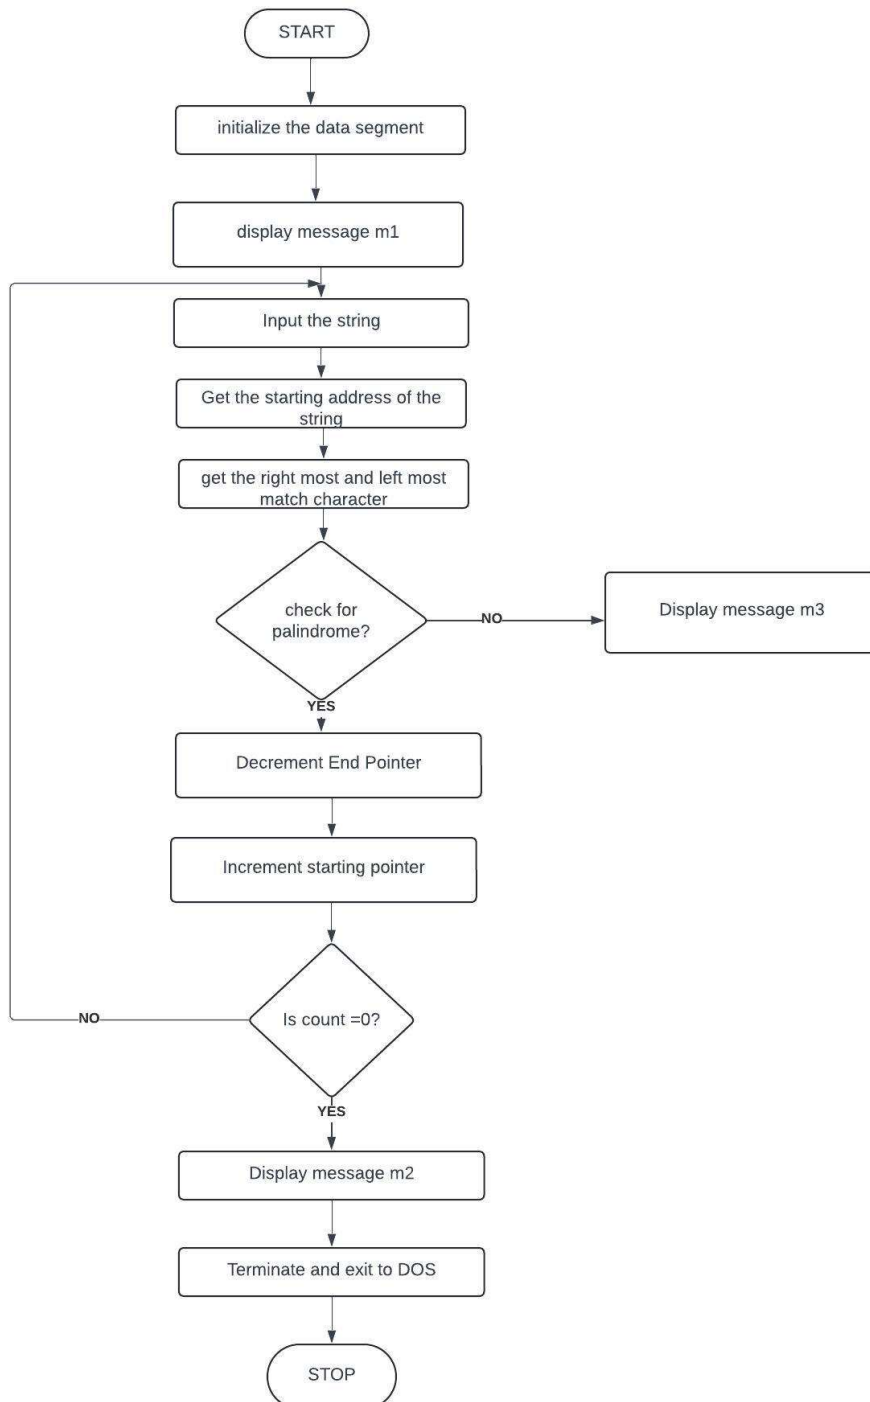 START
initialize the data segment
display message m1
Input the string
Get the starting address of the
string
get the right most and left most
match character
check for
palindrome?
NO
Display message m3
YES
Decrement End Pointer
Increment starting pointer
Is count =0?
NO
YES
Display message m2
Terminate and exit to DOS
STOP